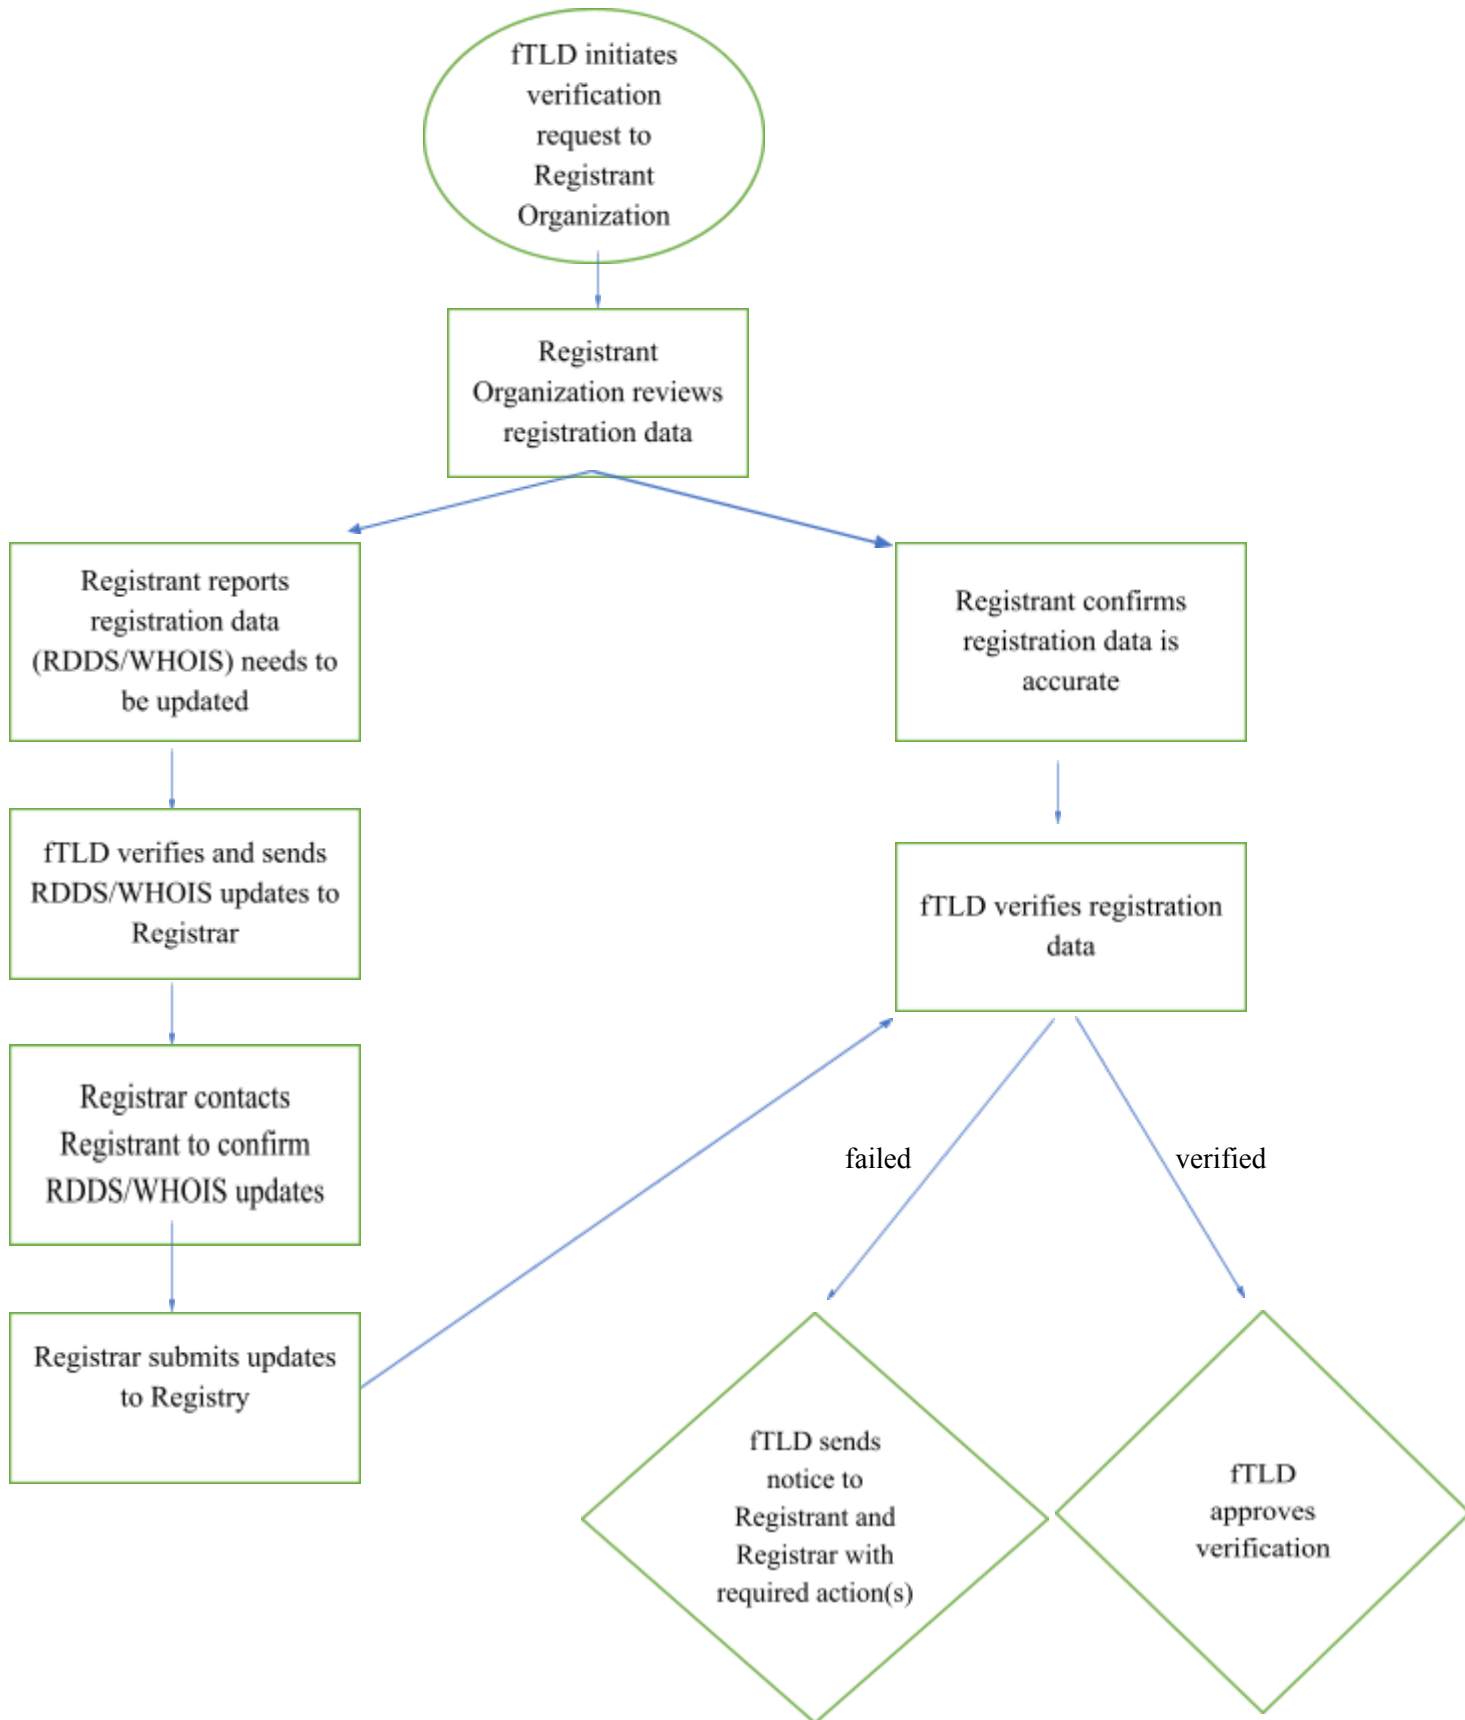 fTLD initiates
verification
request to
Registrant
Organization
Registrant
Organization reviews
registration data
Registrant reports
registration data
(RDDS/WHOIS) needs to
be updated
Registrant confirms
registration data is
accurate
fTLD verifies and sends
RDDS/WHOIS updates to
Registrar
fTLD verifies registration
data
Registrar contacts
Registrant to confirm
RDDS/WHOIS updates
failed
verified
Registrar submits updates
to Registry
fTLD sends
notice to
Registrant and
Registrar with
required action(s)
fTLD
approves
verification